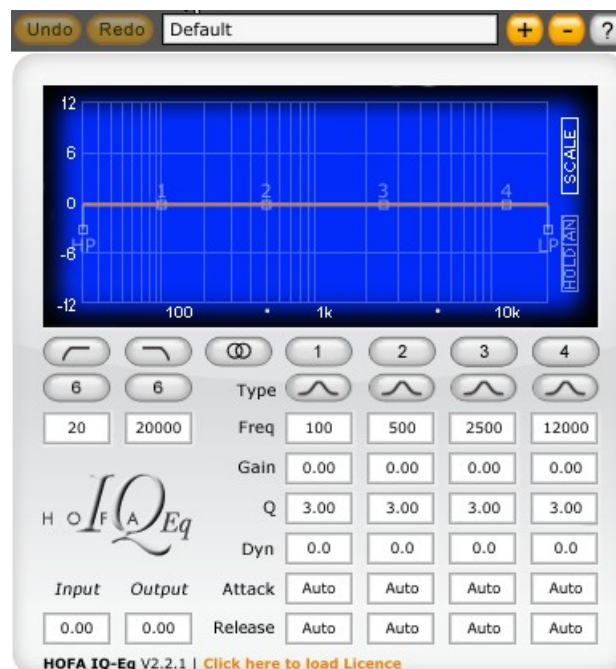 Undo Redo Default + - ?
12
6
0
-6
-12
1 2 3 4
HP LP
SCALE
HOLD AN
100 1k 10k
1 2 3 4
6 6 Type
20 20000 Freq 100 500 2500 12000
Gain 0.00 0.00 0.00 0.00
HOFA IQ Eq Q 3.00 3.00 3.00 3.00
Dyn 0.0 0.0 0.0 0.0
Input Output Attack Auto Auto Auto Auto
0.00 0.00 Release Auto Auto Auto Auto
HOFA IQ-Eq V2.2.1 | Click here to load Licence